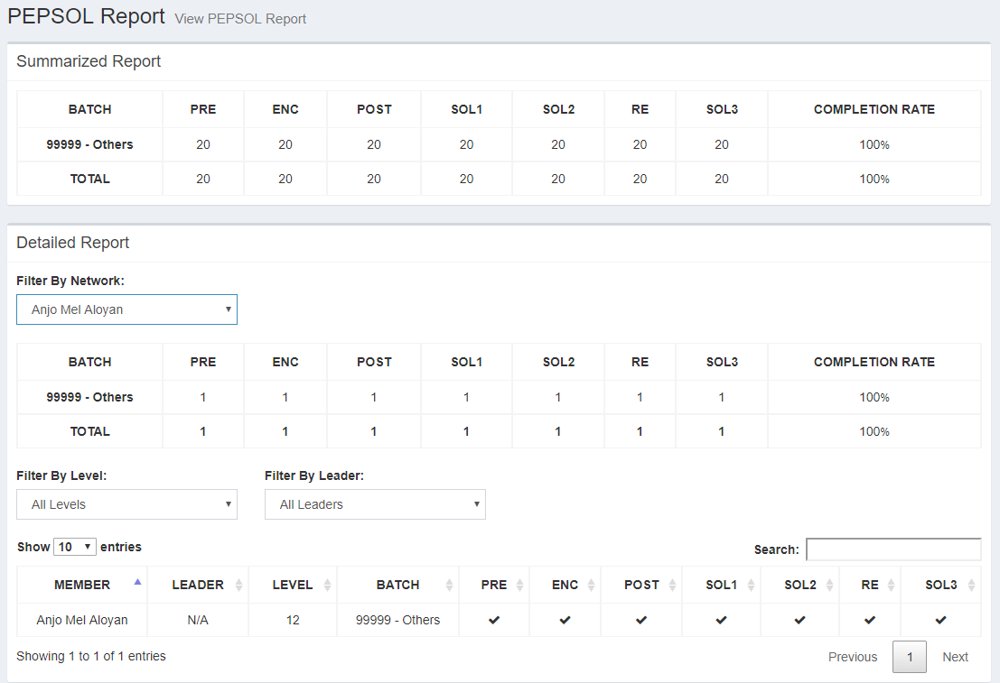 PEPSOL Report View PEPSOL Report
Summarized Report
BATCH PRE ENC POST SOL1 SOL2 RE SOL3 COMPLETION RATE
99999 - Others 20 20 20 20 20 20 20 100%
TOTAL 20 20 20 20 20 20 20 100%
Detailed Report
Filter By Network:
Anjo Mel Aloyan
BATCH PRE ENC POST SOL1 SOL2 RE SOL3 COMPLETION RATE
99999 - Others 1 1 1 1 1 1 1 100%
TOTAL 1 1 1 1 1 1 1 100%
Filter By Level: Filter By Leader:
All Levels All Leaders
Show 10 entries Search:
MEMBER LEADER LEVEL BATCH PRE ENC POST SOL1 SOL2 RE SOL3
Anjo Mel Aloyan N/A 12 99999 - Others ✔ ✔ ✔ ✔ ✔ ✔ ✔
Showing 1 to 1 of 1 entries Previous 1 Next